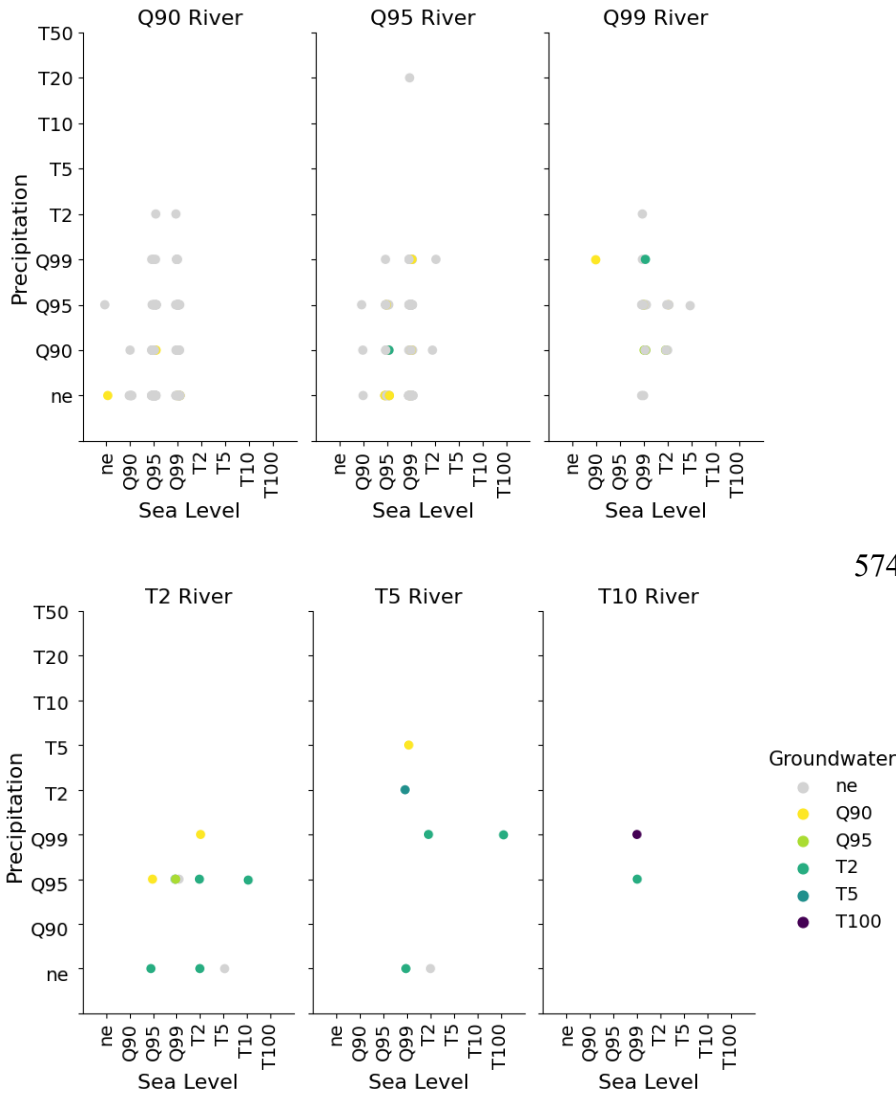 Q90 River Q95 River Q99 River
T50
T20
T10
T5
T2
Q99
Q95
Q90
ne
Precipitation
ne Q90 Q95 Q99 T2 T5 T10 T100
ne Q90 Q95 Q99 T2 T5 T10 T100
ne Q90 Q95 Q99 T2 T5 T10 T100
Sea Level Sea Level Sea Level
574
T2 River T5 River T10 River
T50
T20
T10
T5
T2
Q99
Q95
Q90
ne
Precipitation
ne Q90 Q95 Q99 T2 T5 T10 T100
ne Q90 Q95 Q99 T2 T5 T10 T100
ne Q90 Q95 Q99 T2 T5 T10 T100
Sea Level Sea Level Sea Level
Groundwater
ne
Q90
Q95
T2
T5
T100